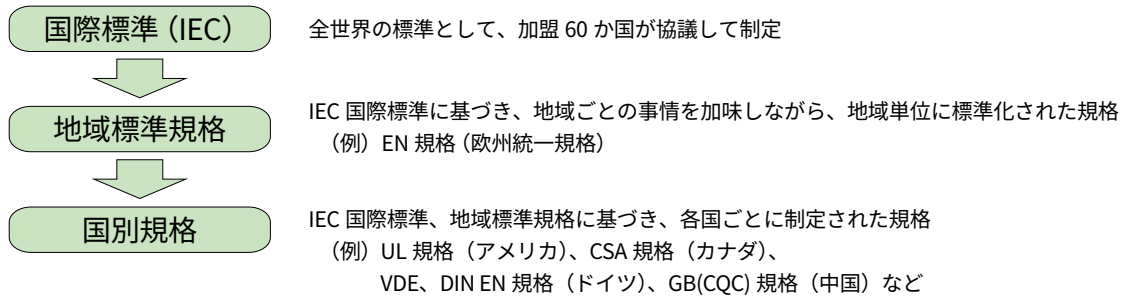 国際標準（IEC）
全世界の標準として、加盟 60 か国が協議して制定
地域標準規格
IEC 国際標準に基づき、地域ごとの事情を加味しながら、地域単位に標準化された規格
（例）EN 規格（欧州統一規格）
国別規格
IEC 国際標準、地域標準規格に基づき、各国ごとに制定された規格
（例）UL 規格（アメリカ）、CSA 規格（カナダ）、
VDE、DIN EN 規格（ドイツ）、GB(CQC) 規格（中国）など